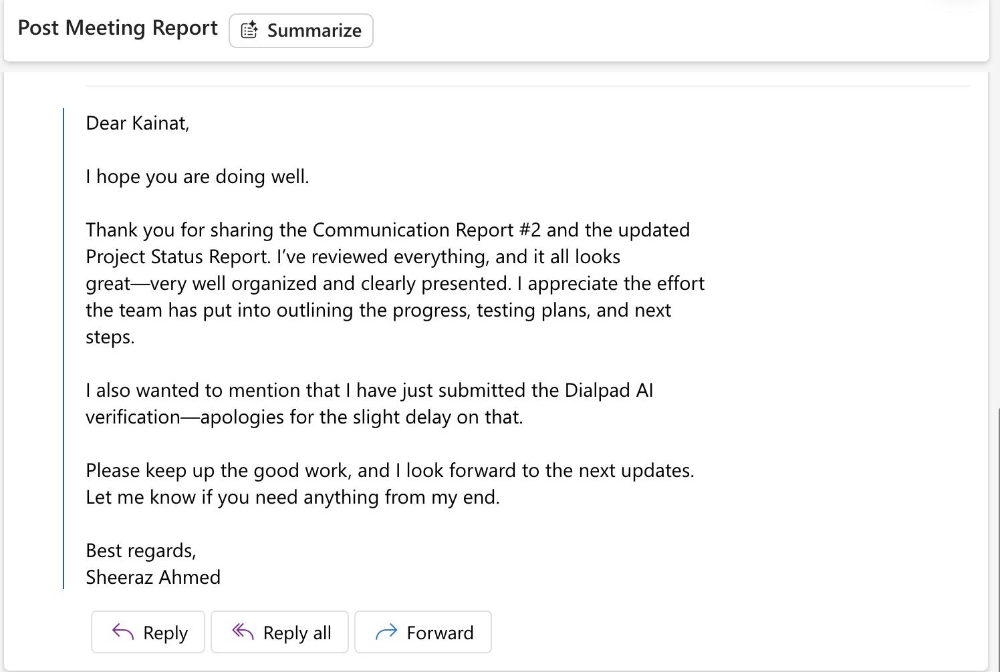 Post Meeting Report
Summarize
Dear Kainat,
I hope you are doing well.
Thank you for sharing the Communication Report #2 and the updated
Project Status Report. I’ve reviewed everything, and it all looks
great—very well organized and clearly presented. I appreciate the effort
the team has put into outlining the progress, testing plans, and next
steps.
I also wanted to mention that I have just submitted the Dialpad AI
verification—apologies for the slight delay on that.
Please keep up the good work, and I look forward to the next updates.
Let me know if you need anything from my end.
Best regards,
Sheeraz Ahmed
Reply
Reply all
Forward